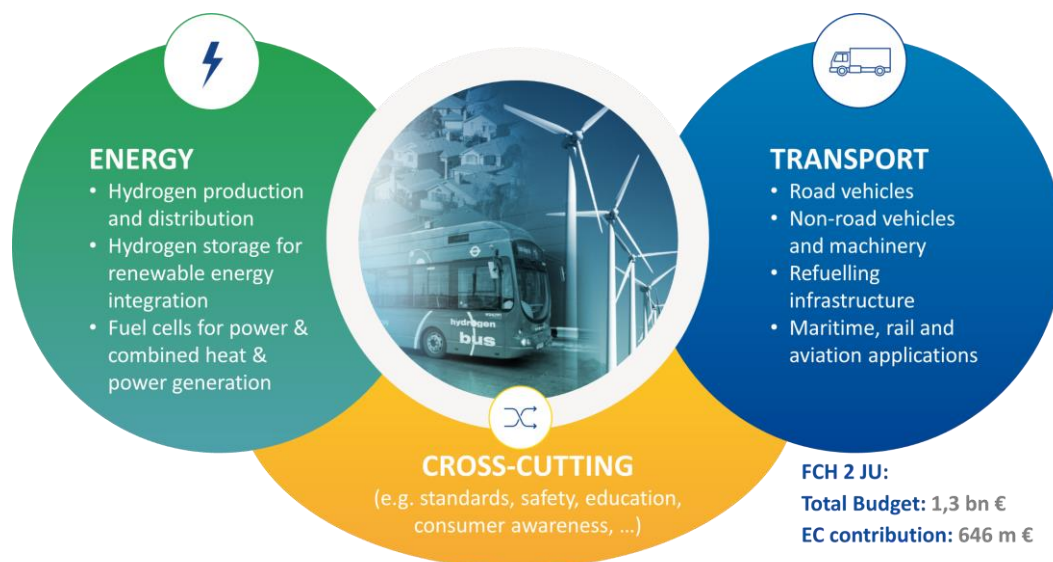 ENERGY
• Hydrogen production
and distribution
• Hydrogen storage for
renewable energy
integration
• Fuel cells for power &
combined heat &
power generation
hydrogen
bus
TRANSPORT
• Road vehicles
• Non-road vehicles
and machinery
• Refuelling
infrastructure
• Maritime, rail and
aviation applications
CROSS-CUTTING
(e.g. standards, safety, education,
consumer awareness, …)
FCH 2 JU:
Total Budget: 1,3 bn €
EC contribution: 646 m €